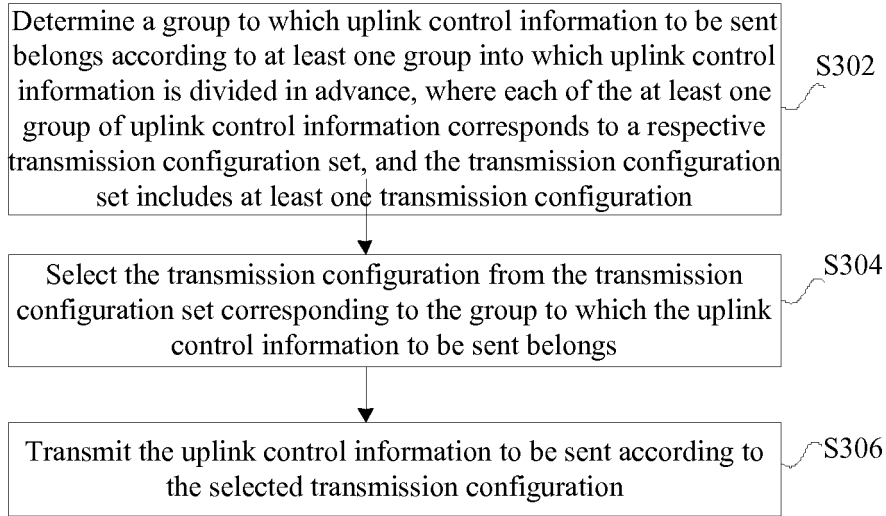 Determine a group to which uplink control information to be sent
belongs according to at least one group into which uplink control
information is divided in advance, where each of the at least one
group of uplink control information corresponds to a respective
transmission configuration set, and the transmission configuration
set includes at least one transmission configuration
S302
Select the transmission configuration from the transmission
configuration set corresponding to the group to which the uplink
control information to be sent belongs
S304
Transmit the uplink control information to be sent according to
the selected transmission configuration
S306